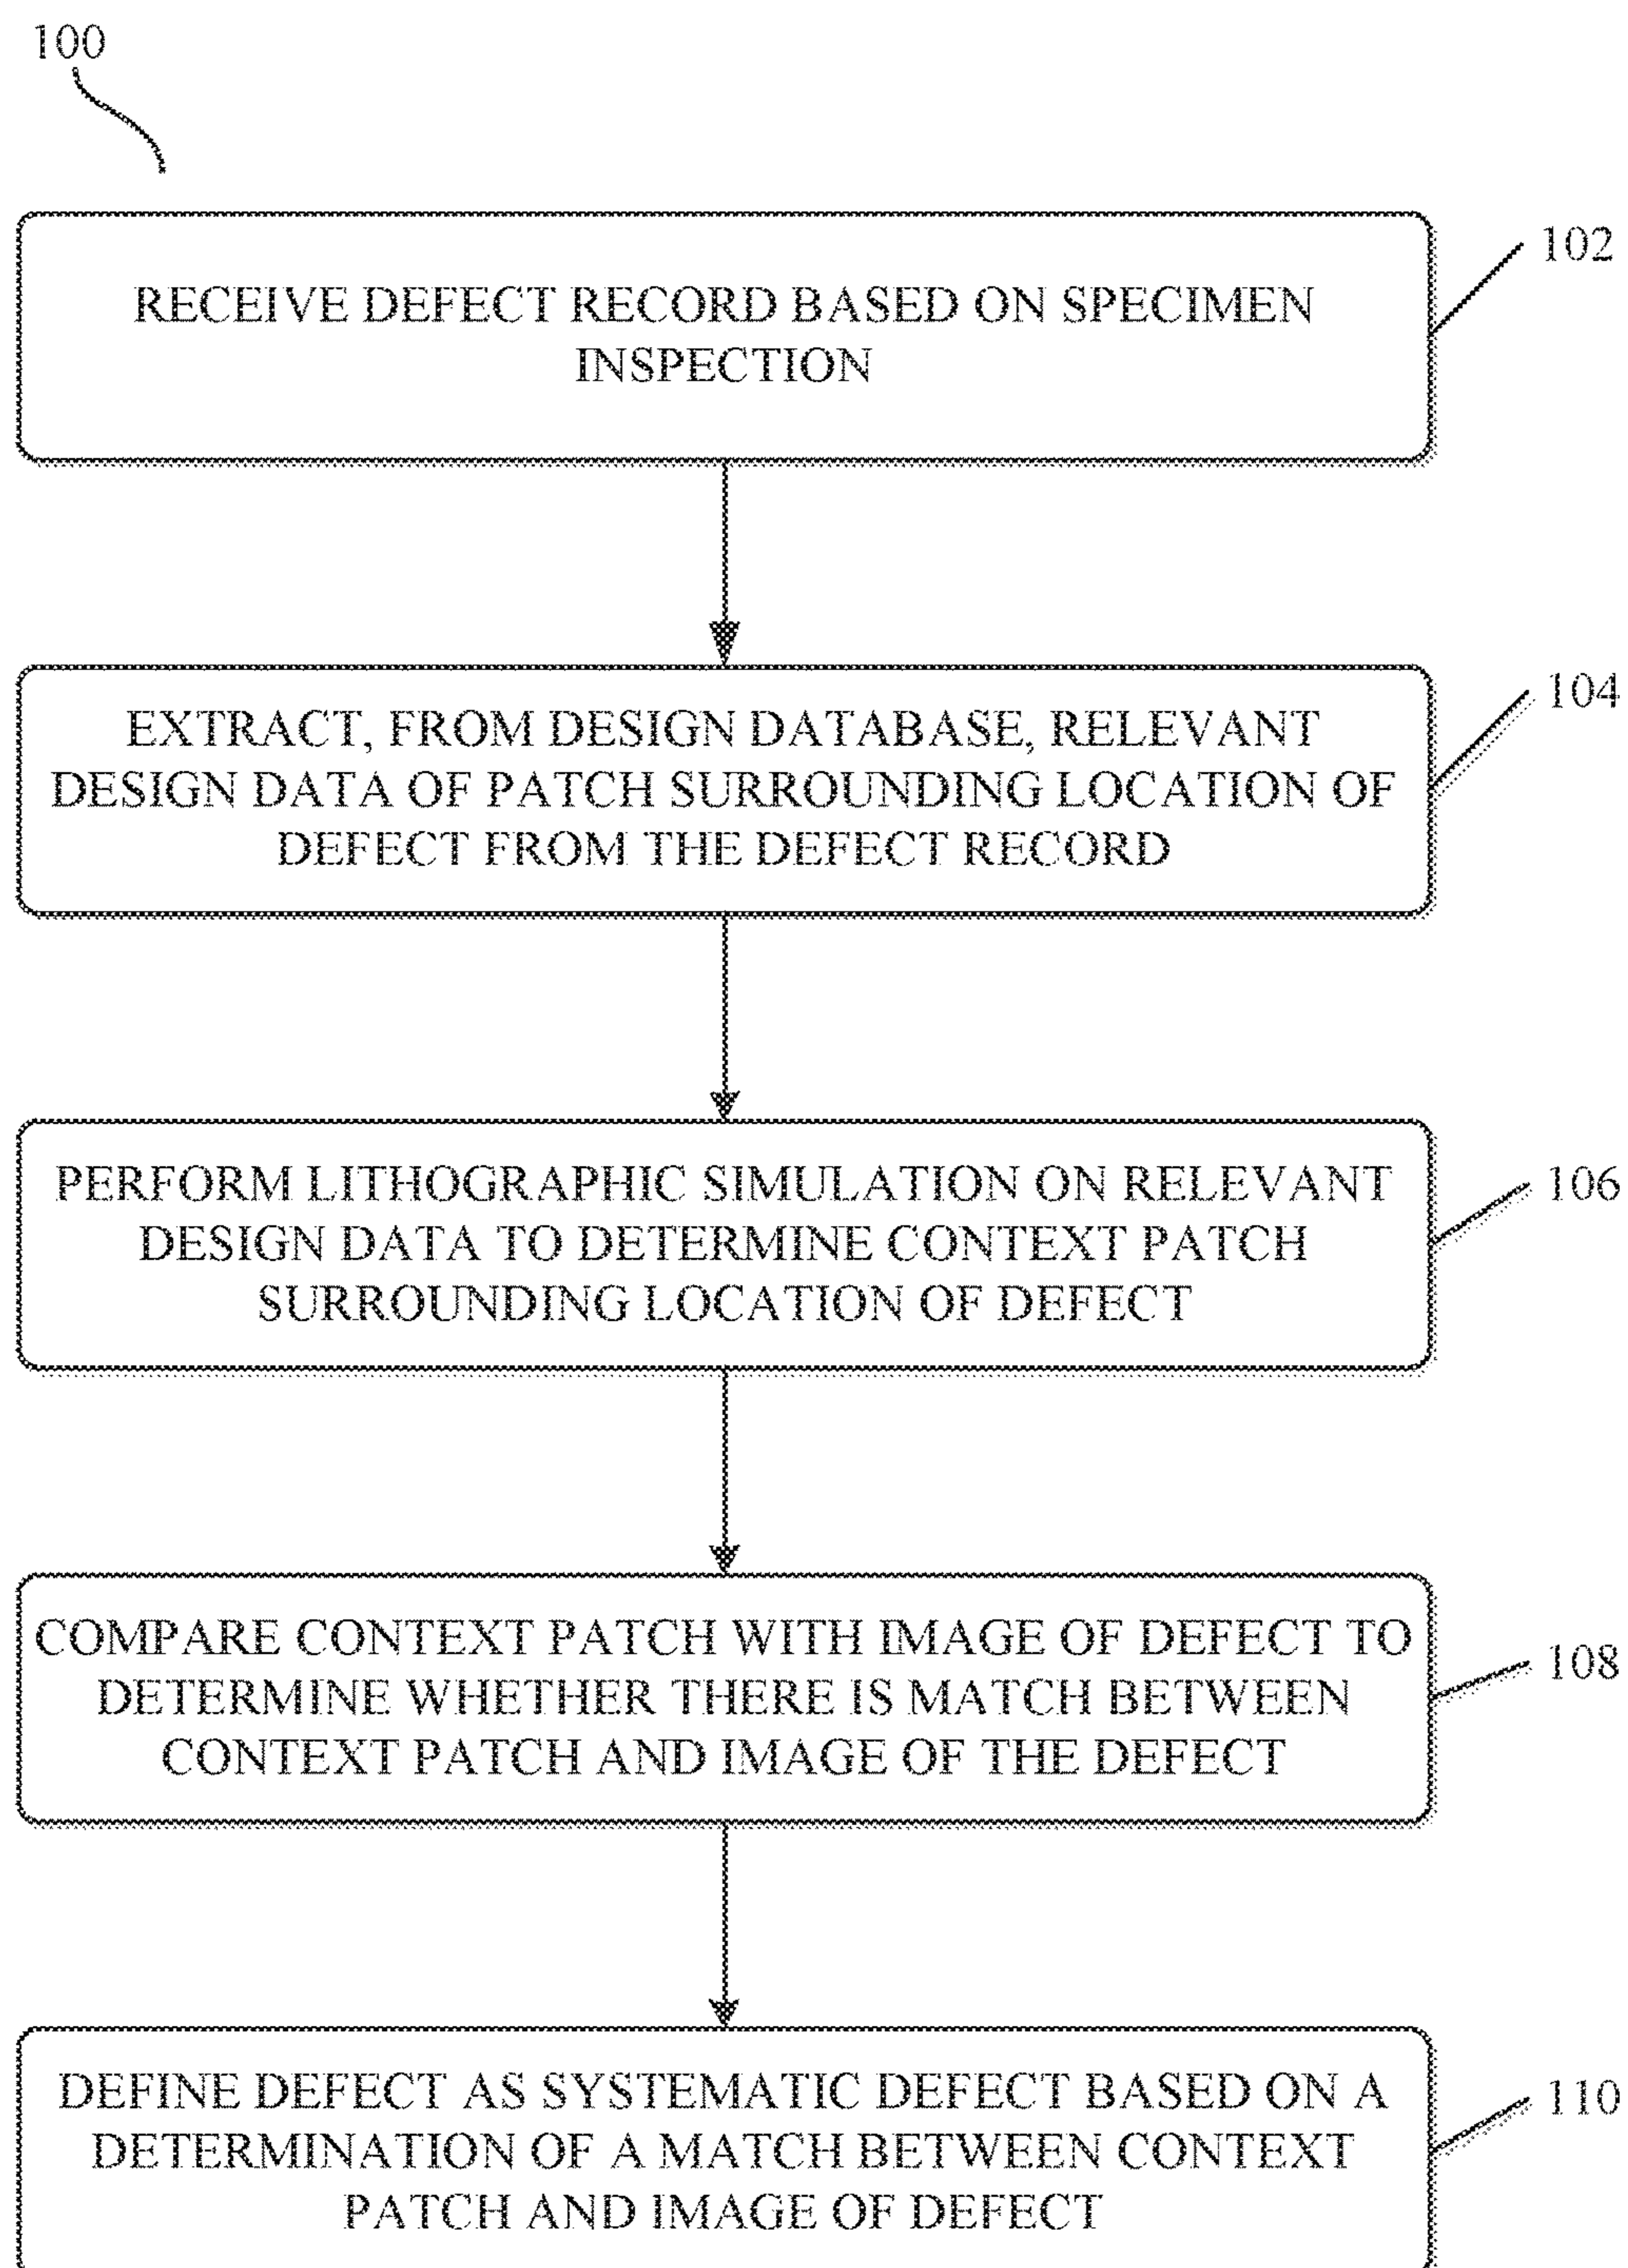 100
102
RECEIVE DEFECT RECORD BASED ON SPECIMEN
INSPECTION
104
EXTRACT, FROM DESIGN DATABASE, RELEVANT
DESIGN DATA OF PATCH SURROUNDING LOCATION OF
DEFECT FROM THE DEFECT RECORD
106
PERFORM LITHOGRAPHIC SIMULATION ON RELEVANT
DESIGN DATA TO DETERMINE CONTEXT PATCH
SURROUNDING LOCATION OF DEFECT
108
COMPARE CONTEXT PATCH WITH IMAGE OF DEFECT TO
DETERMINE WHETHER THERE IS MATCH BETWEEN
CONTEXT PATCH AND IMAGE OF THE DEFECT
110
DEFINE DEFECT AS SYSTEMATIC DEFECT BASED ON A
DETERMINATION OF A MATCH BETWEEN CONTEXT
PATCH AND IMAGE OF DEFECT